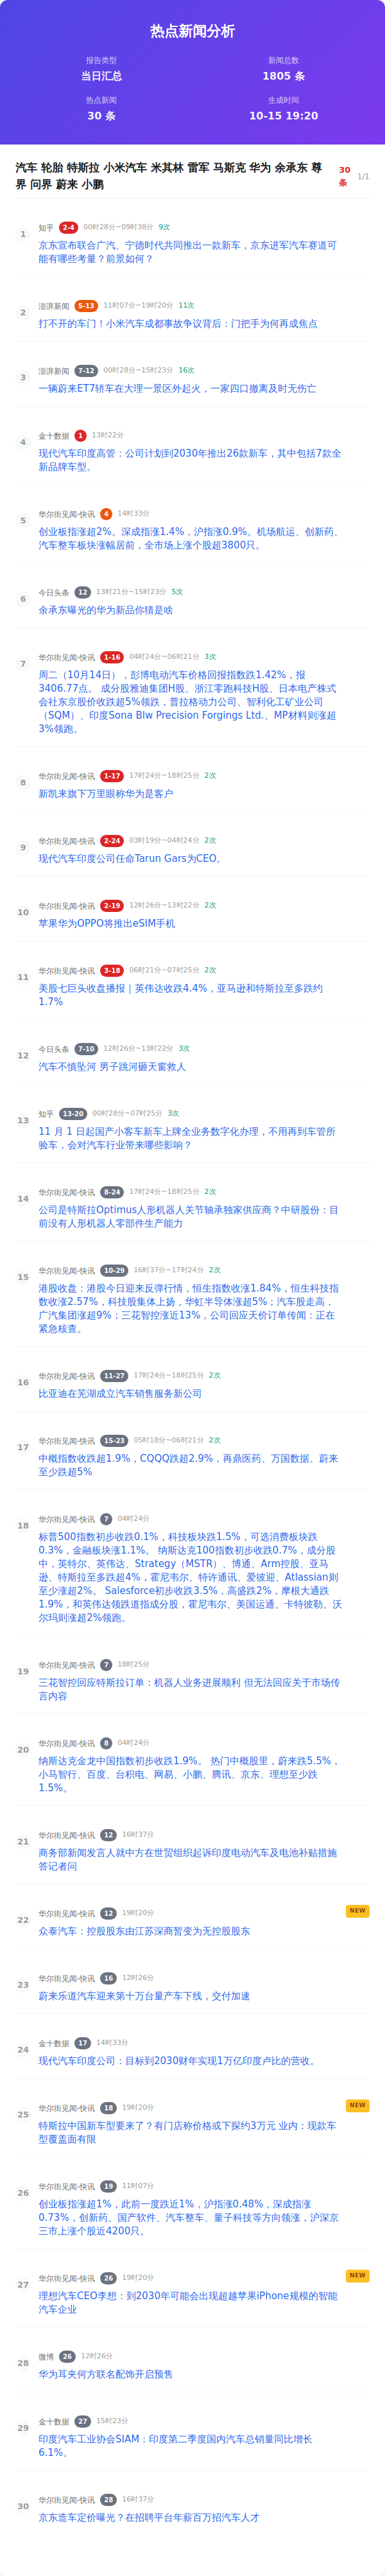 热点新闻分析
报告类型
当日汇总
新闻总数
1805 条
热点新闻
30 条
生成时间
10-15 19:20
汽车 轮胎 特斯拉 小米汽车 米其林 雷军 马斯克 华为 余承东 尊
界 问界 蔚来 小鹏
30
条
1/1
1
知乎 2-4 00时28分~09时38分 9次
京东宣布联合广汽、宁德时代共同推出一款新车，京东进军汽车赛道可
能有哪些考量？前景如何？
2
澎湃新闻 5-13 11时07分~19时20分 11次
打不开的车门！小米汽车成都事故争议背后：门把手为何再成焦点
3
澎湃新闻 7-12 00时28分~15时23分 16次
一辆蔚来ET7轿车在大理一景区外起火，一家四口撤离及时无伤亡
4
金十数据 1 13时22分
现代汽车印度高管：公司计划到2030年推出26款新车，其中包括7款全
新品牌车型。
5
华尔街见闻-快讯 4 14时33分
创业板指涨超2%。深成指涨1.4%，沪指涨0.9%。机场航运、创新药、
汽车整车板块涨幅居前，全市场上涨个股超3800只。
6
今日头条 12 13时21分~15时23分 5次
余承东曝光的华为新品你猜是啥
7
华尔街见闻-快讯 1-16 04时24分~06时21分 3次
周二（10月14日），彭博电动汽车价格回报指数跌1.42%，报
3406.77点。 成分股雅迪集团H股、浙江零跑科技H股、日本电产株式
会社东京股价收跌超5%领跌，普拉格动力公司、智利化工矿业公司
（SQM）、印度Sona Blw Precision Forgings Ltd.、MP材料则涨超
3%领跑。
8
华尔街见闻-快讯 1-17 17时24分~18时25分 2次
新凯来旗下万里眼称华为是客户
9
华尔街见闻-快讯 2-24 03时19分~04时24分 2次
现代汽车印度公司任命Tarun Gars为CEO。
10
华尔街见闻-快讯 2-19 12时26分~13时22分 2次
苹果华为OPPO将推出eSIM手机
11
华尔街见闻-快讯 3-18 06时21分~07时25分 2次
美股七巨头收盘播报｜英伟达收跌4.4%，亚马逊和特斯拉至多跌约
1.7%
12
今日头条 7-10 12时26分~13时22分 3次
汽车不慎坠河 男子跳河砸天窗救人
13
知乎 13-20 00时28分~07时25分 3次
11 月 1 日起国产小客车新车上牌全业务数字化办理，不用再到车管所
验车，会对汽车行业带来哪些影响？
14
华尔街见闻-快讯 8-24 17时24分~18时25分 2次
公司是特斯拉Optimus人形机器人关节轴承独家供应商？中研股份：目
前没有人形机器人零部件生产能力
15
华尔街见闻-快讯 10-29 16时37分~17时24分 2次
港股收盘：港股今日迎来反弹行情，恒生指数收涨1.84%，恒生科技指
数收涨2.57%，科技股集体上扬，华虹半导体涨超5%；汽车股走高，
广汽集团涨超9%；三花智控涨近13%，公司回应天价订单传闻：正在
紧急核查。
16
华尔街见闻-快讯 11-27 17时24分~18时25分 2次
比亚迪在芜湖成立汽车销售服务新公司
17
华尔街见闻-快讯 15-23 05时18分~06时21分 2次
中概指数收跌超1.9%，CQQQ跌超2.9%，再鼎医药、万国数据、蔚来
至少跌超5%
18
华尔街见闻-快讯 7 04时24分
标普500指数初步收跌0.1%，科技板块跌1.5%，可选消费板块跌
0.3%，金融板块涨1.1%。 纳斯达克100指数初步收跌0.7%，成分股
中，英特尔、英伟达、Strategy（MSTR）、博通、Arm控股、亚马
逊、特斯拉至多跌超4%，霍尼韦尔、特许通讯、爱彼迎、Atlassian则
至少涨超2%。 Salesforce初步收跌3.5%，高盛跌2%，摩根大通跌
1.9%，和英伟达领跌道指成分股，霍尼韦尔、美国运通、卡特彼勒、沃
尔玛则涨超2%领跑。
19
华尔街见闻-快讯 7 18时25分
三花智控回应特斯拉订单：机器人业务进展顺利 但无法回应关于市场传
言内容
20
华尔街见闻-快讯 8 04时24分
纳斯达克金龙中国指数初步收跌1.9%。 热门中概股里，蔚来跌5.5%，
小马智行、百度、台积电、网易、小鹏、腾讯、京东、理想至少跌
1.5%。
21
华尔街见闻-快讯 12 16时37分
商务部新闻发言人就中方在世贸组织起诉印度电动汽车及电池补贴措施
答记者问
22
华尔街见闻-快讯 12 19时20分
NEW
众泰汽车：控股股东由江苏深商暂变为无控股股东
23
华尔街见闻-快讯 16 12时26分
蔚来乐道汽车迎来第十万台量产车下线，交付加速
24
金十数据 17 14时33分
现代汽车印度公司：目标到2030财年实现1万亿印度卢比的营收。
25
华尔街见闻-快讯 18 19时20分
NEW
特斯拉中国新车型要来了？有门店称价格或下探约3万元 业内：现款车
型覆盖面有限
26
华尔街见闻-快讯 19 11时07分
创业板指涨超1%，此前一度跌近1%，沪指涨0.48%，深成指涨
0.73%，创新药、国产软件、汽车整车、量子科技等方向领涨，沪深京
三市上涨个股近4200只。
27
华尔街见闻-快讯 26 19时20分
NEW
理想汽车CEO李想：到2030年可能会出现超越苹果iPhone规模的智能
汽车企业
28
微博 26 12时26分
华为耳夹何方联名配饰开启预售
29
金十数据 27 15时23分
印度汽车工业协会SIAM：印度第二季度国内汽车总销量同比增长
6.1%。
30
华尔街见闻-快讯 28 16时37分
京东造车定价曝光？在招聘平台年薪百万招汽车人才